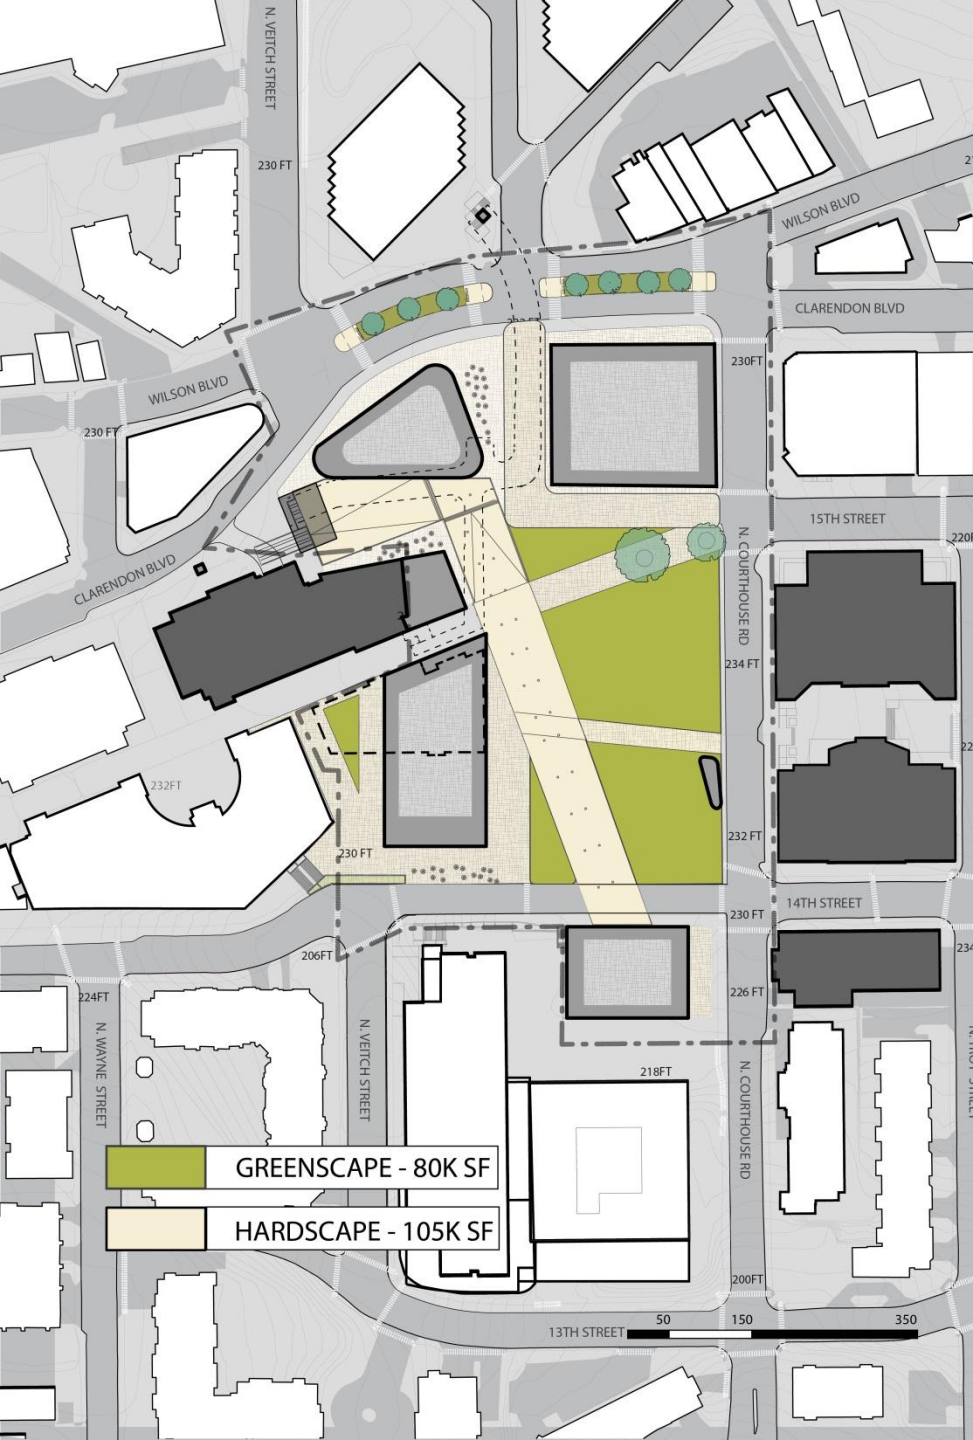 N. VEITCH STREET
230 FT
WILSON BLVD
CLARENDON BLVD
WILSON BLVD
230FT
230 FT
15TH STREET
N. COURTHOUSE RD
CLARENDON BLVD
234 FT
232FT
232 FT
230 FT
14TH STREET
230 FT
206FT
226 FT
224FT
N. WAYNE STREET
N. VEITCH STREET
N. COURTHOUSE RD
218FT
GREENSCAPE - 80K SF
HARDSCAPE - 105K SF
200FT
13TH STREET
50 150 350